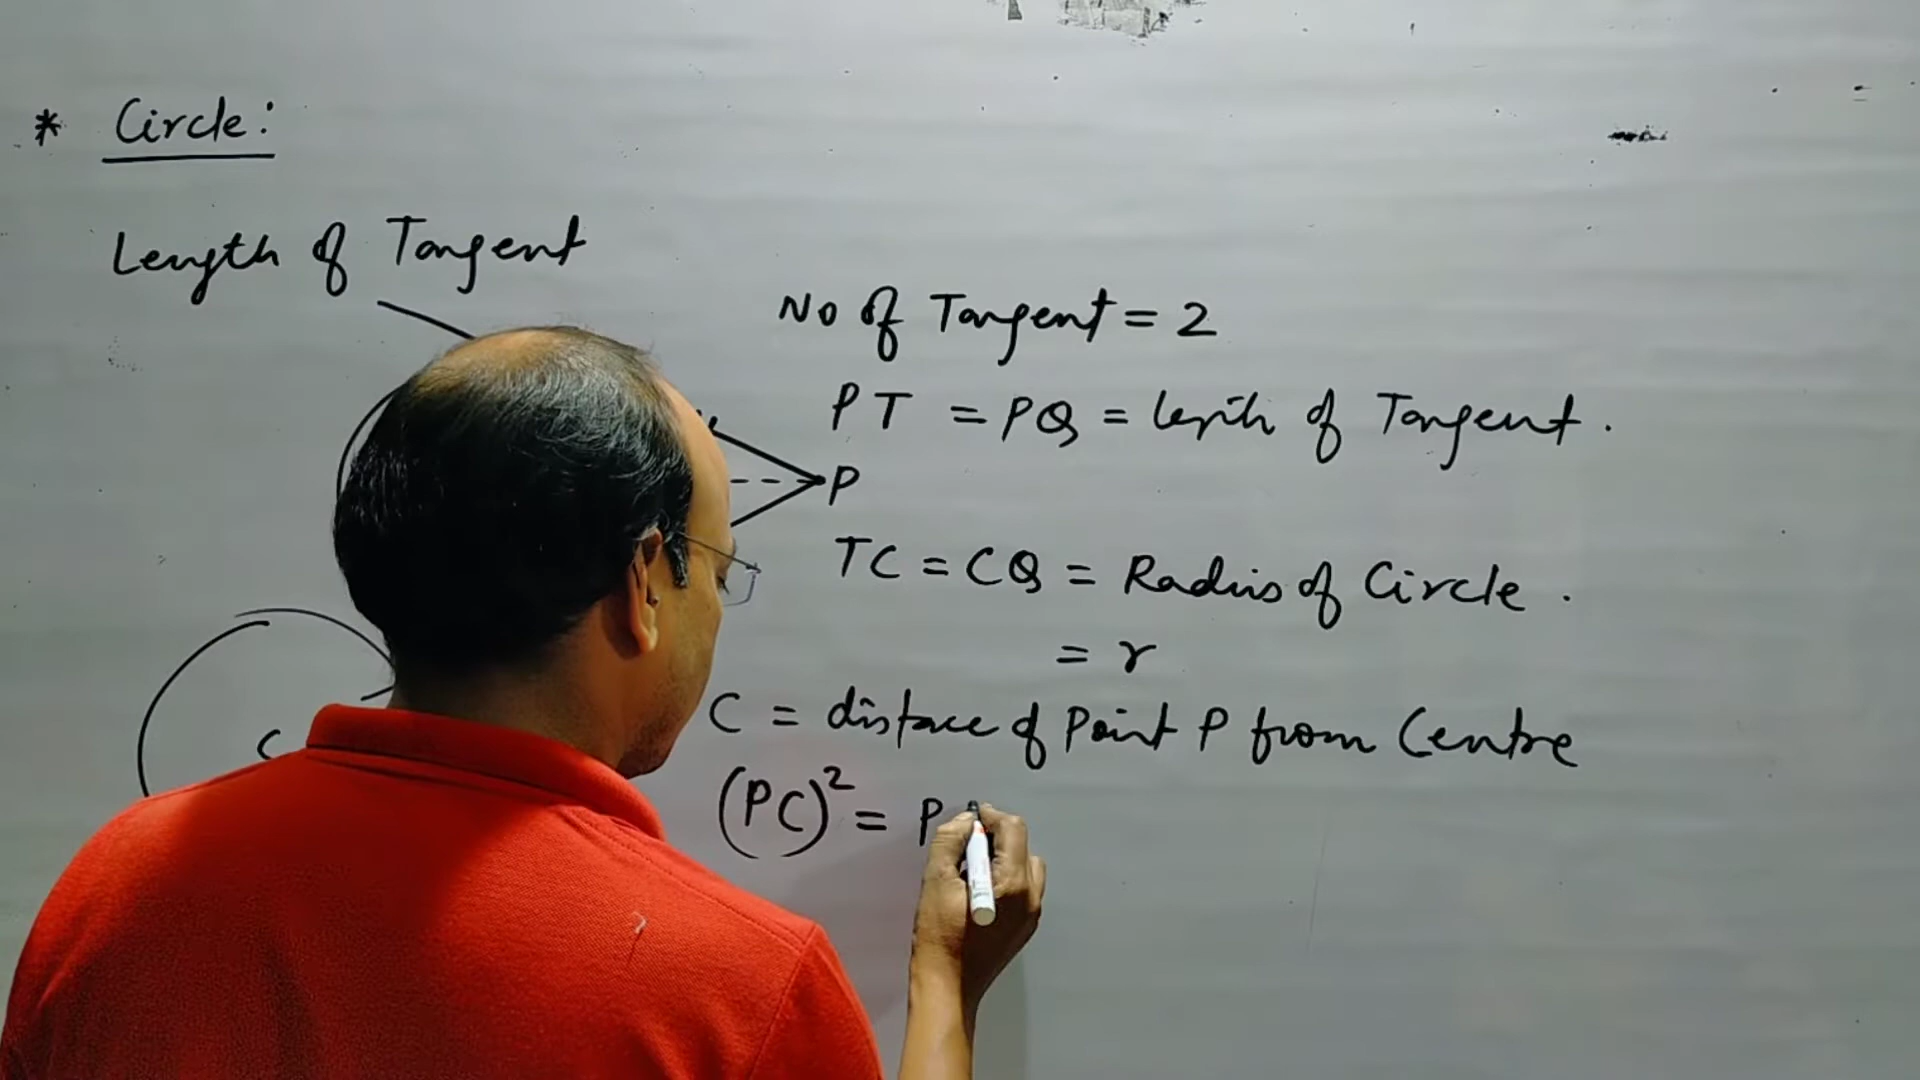 * Circle:
Length of Tangent
No of Tangent = 2
PT = PQ = length of Tangent.
P
TC = CQ = Radius of Circle.
= r
C = distace of Point P from Centre
C
(PC)² = P